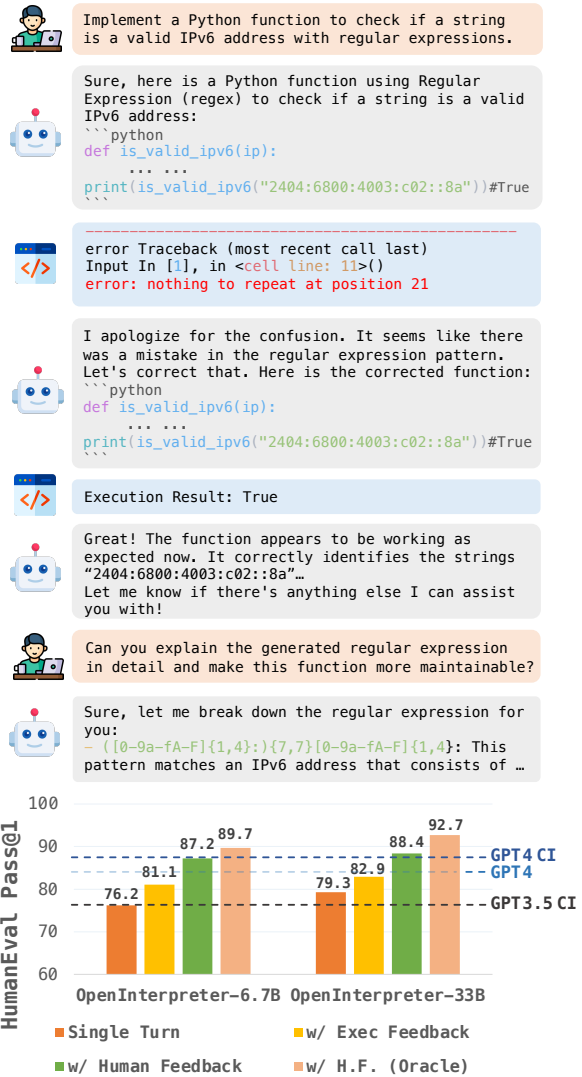 Implement a Python function to check if a string
is a valid IPv6 address with regular expressions.
Sure, here is a Python function using Regular
Expression (regex) to check if a string is a valid
IPv6 address:
```python
def is_valid_ipv6(ip):
... ...
print(is_valid_ipv6("2404:6800:4003:c02::8a"))#True
```
------------------------------------------------
error Traceback (most recent call last)
Input In [1], in <cell line: 11>()
error: nothing to repeat at position 21
I apologize for the confusion. It seems like there
was a mistake in the regular expression pattern.
Let's correct that. Here is the corrected function:
```python
def is_valid_ipv6(ip):
... ...
print(is_valid_ipv6("2404:6800:4003:c02::8a"))#True
```
Execution Result: True
Great! The function appears to be working as
expected now. It correctly identifies the strings
“2404:6800:4003:c02::8a”…
Let me know if there's anything else I can assist
you with!
Can you explain the generated regular expression
in detail and make this function more maintainable?
Sure, let me break down the regular expression for
you:
− ([0−9a−fA−F]{1,4}:){7,7}[0−9a−fA−F]{1,4}: This
pattern matches an IPv6 address that consists of …
HumanEval Pass@1
100
90
80
70
60
76.2
81.1
87.2
89.7
79.3
82.9
88.4
92.7
GPT4 CI
GPT4
GPT3.5 CI
OpenInterpreter−6.7B OpenInterpreter−33B
Single Turn
w/ Exec Feedback
w/ Human Feedback
w/ H.F. (Oracle)